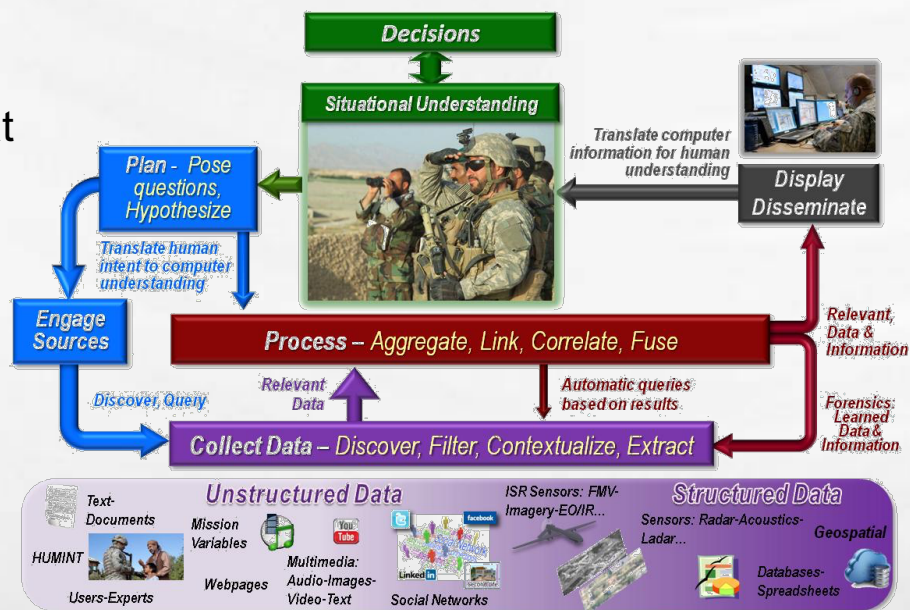 Decisions
Situational Understanding
t
Plan - Pose
questions,
Hypothesize
Translate human
intent to computer
understanding
Translate computer
information for human
understanding
Display
Disseminate
Engage
Sources
Process – Aggregate, Link, Correlate, Fuse
Relevant,
Data &
Information
Discover, Query
Relevant
Data
Automatic queries
based on results
Forensics:
Learned
Data &
Information
Collect Data – Discover, Filter, Contextualize, Extract
Unstructured Data
Text-
Documents
HUMINT
Users-Experts
Mission
Variables
Webpages
You
Tube
Multimedia:
Audio-Images-
Video-Text
facebook
Linked in
Social Networks
ISR Sensors: FMV-
Imagery-EO/IR...
Structured Data
Sensors: Radar-Acoustics-
Ladar...
Geospatial
Databases-
Spreadsheets